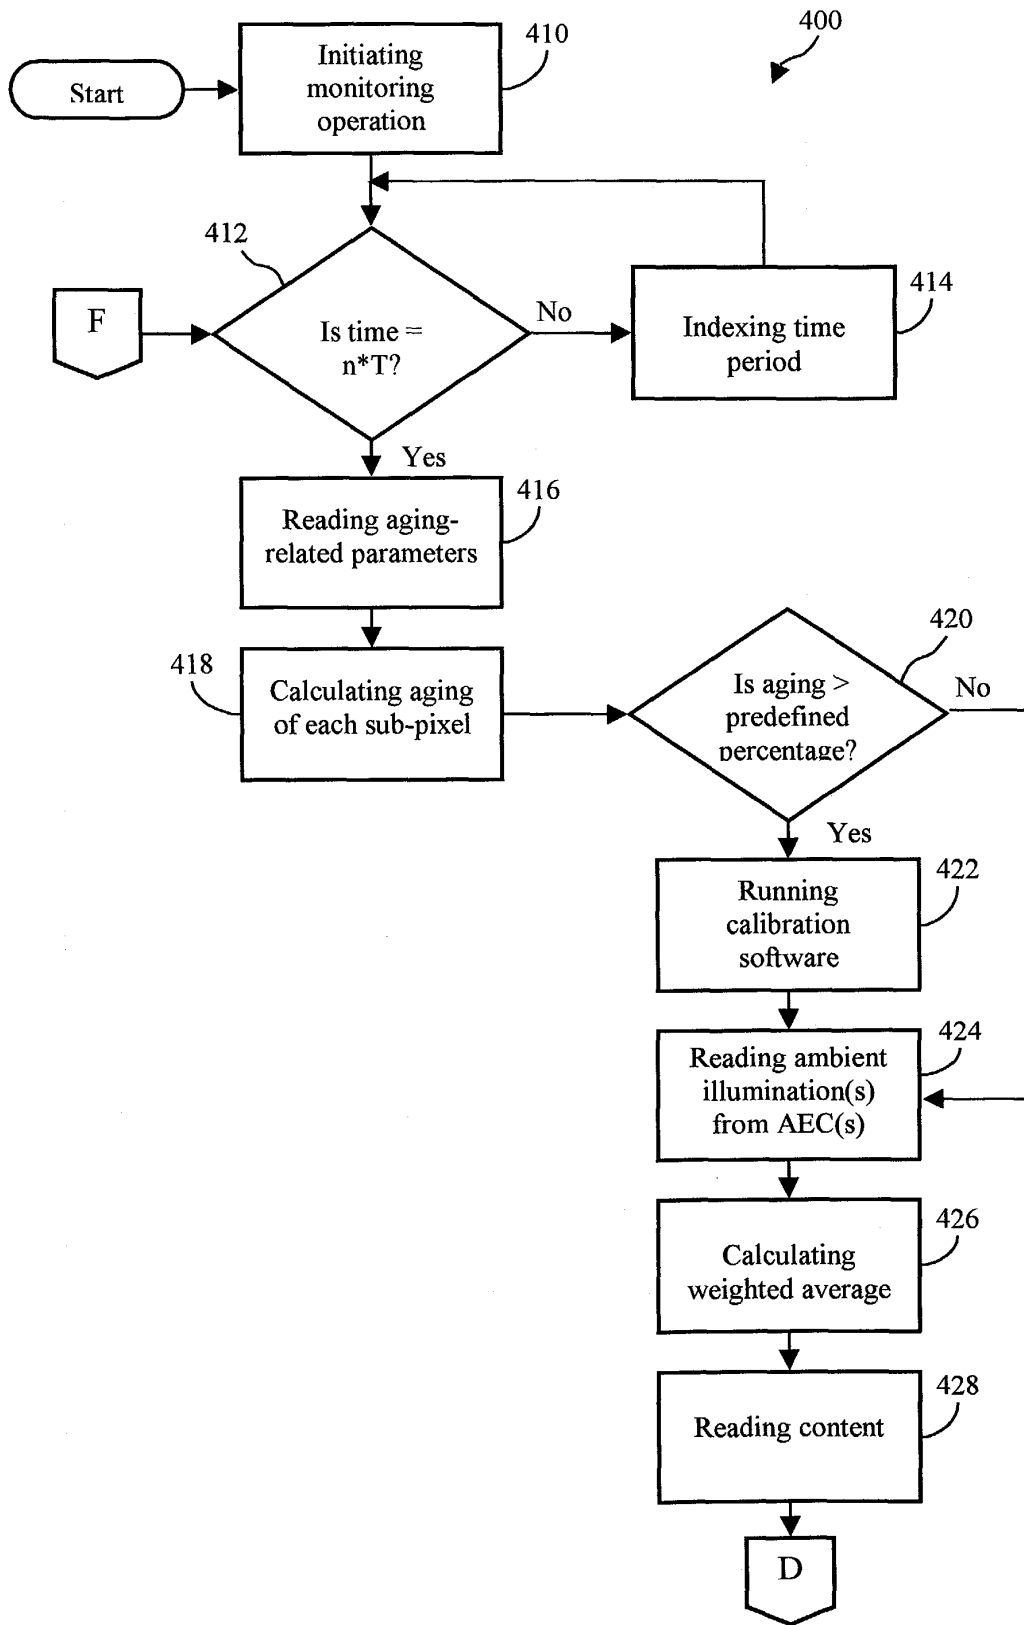 400
Start
Initiating
monitoring
operation
410
412
F
Is time =
n*T?
No
Indexing time
period
414
Yes
Reading aging-
related parameters
416
418
Calculating aging
of each sub-pixel
Is aging >
predefined
percentage?
420
No
Yes
Running
calibration
software
422
Reading ambient
illumination(s)
from AEC(s)
424
Calculating
weighted average
426
Reading content
428
D